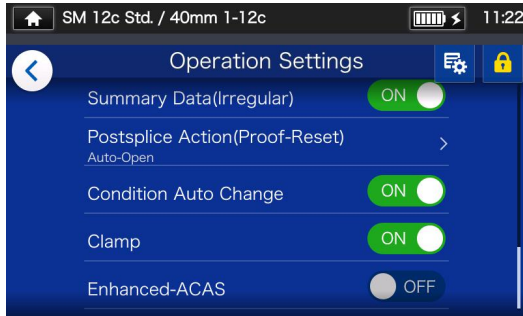 SM 12c Std. / 40mm 1-12c
11:22
Operation Settings
Summary Data(Irregular)
ON
Postsplice Action(Proof-Reset)
Auto-Open
Condition Auto Change
ON
Clamp
ON
Enhanced-ACAS
OFF